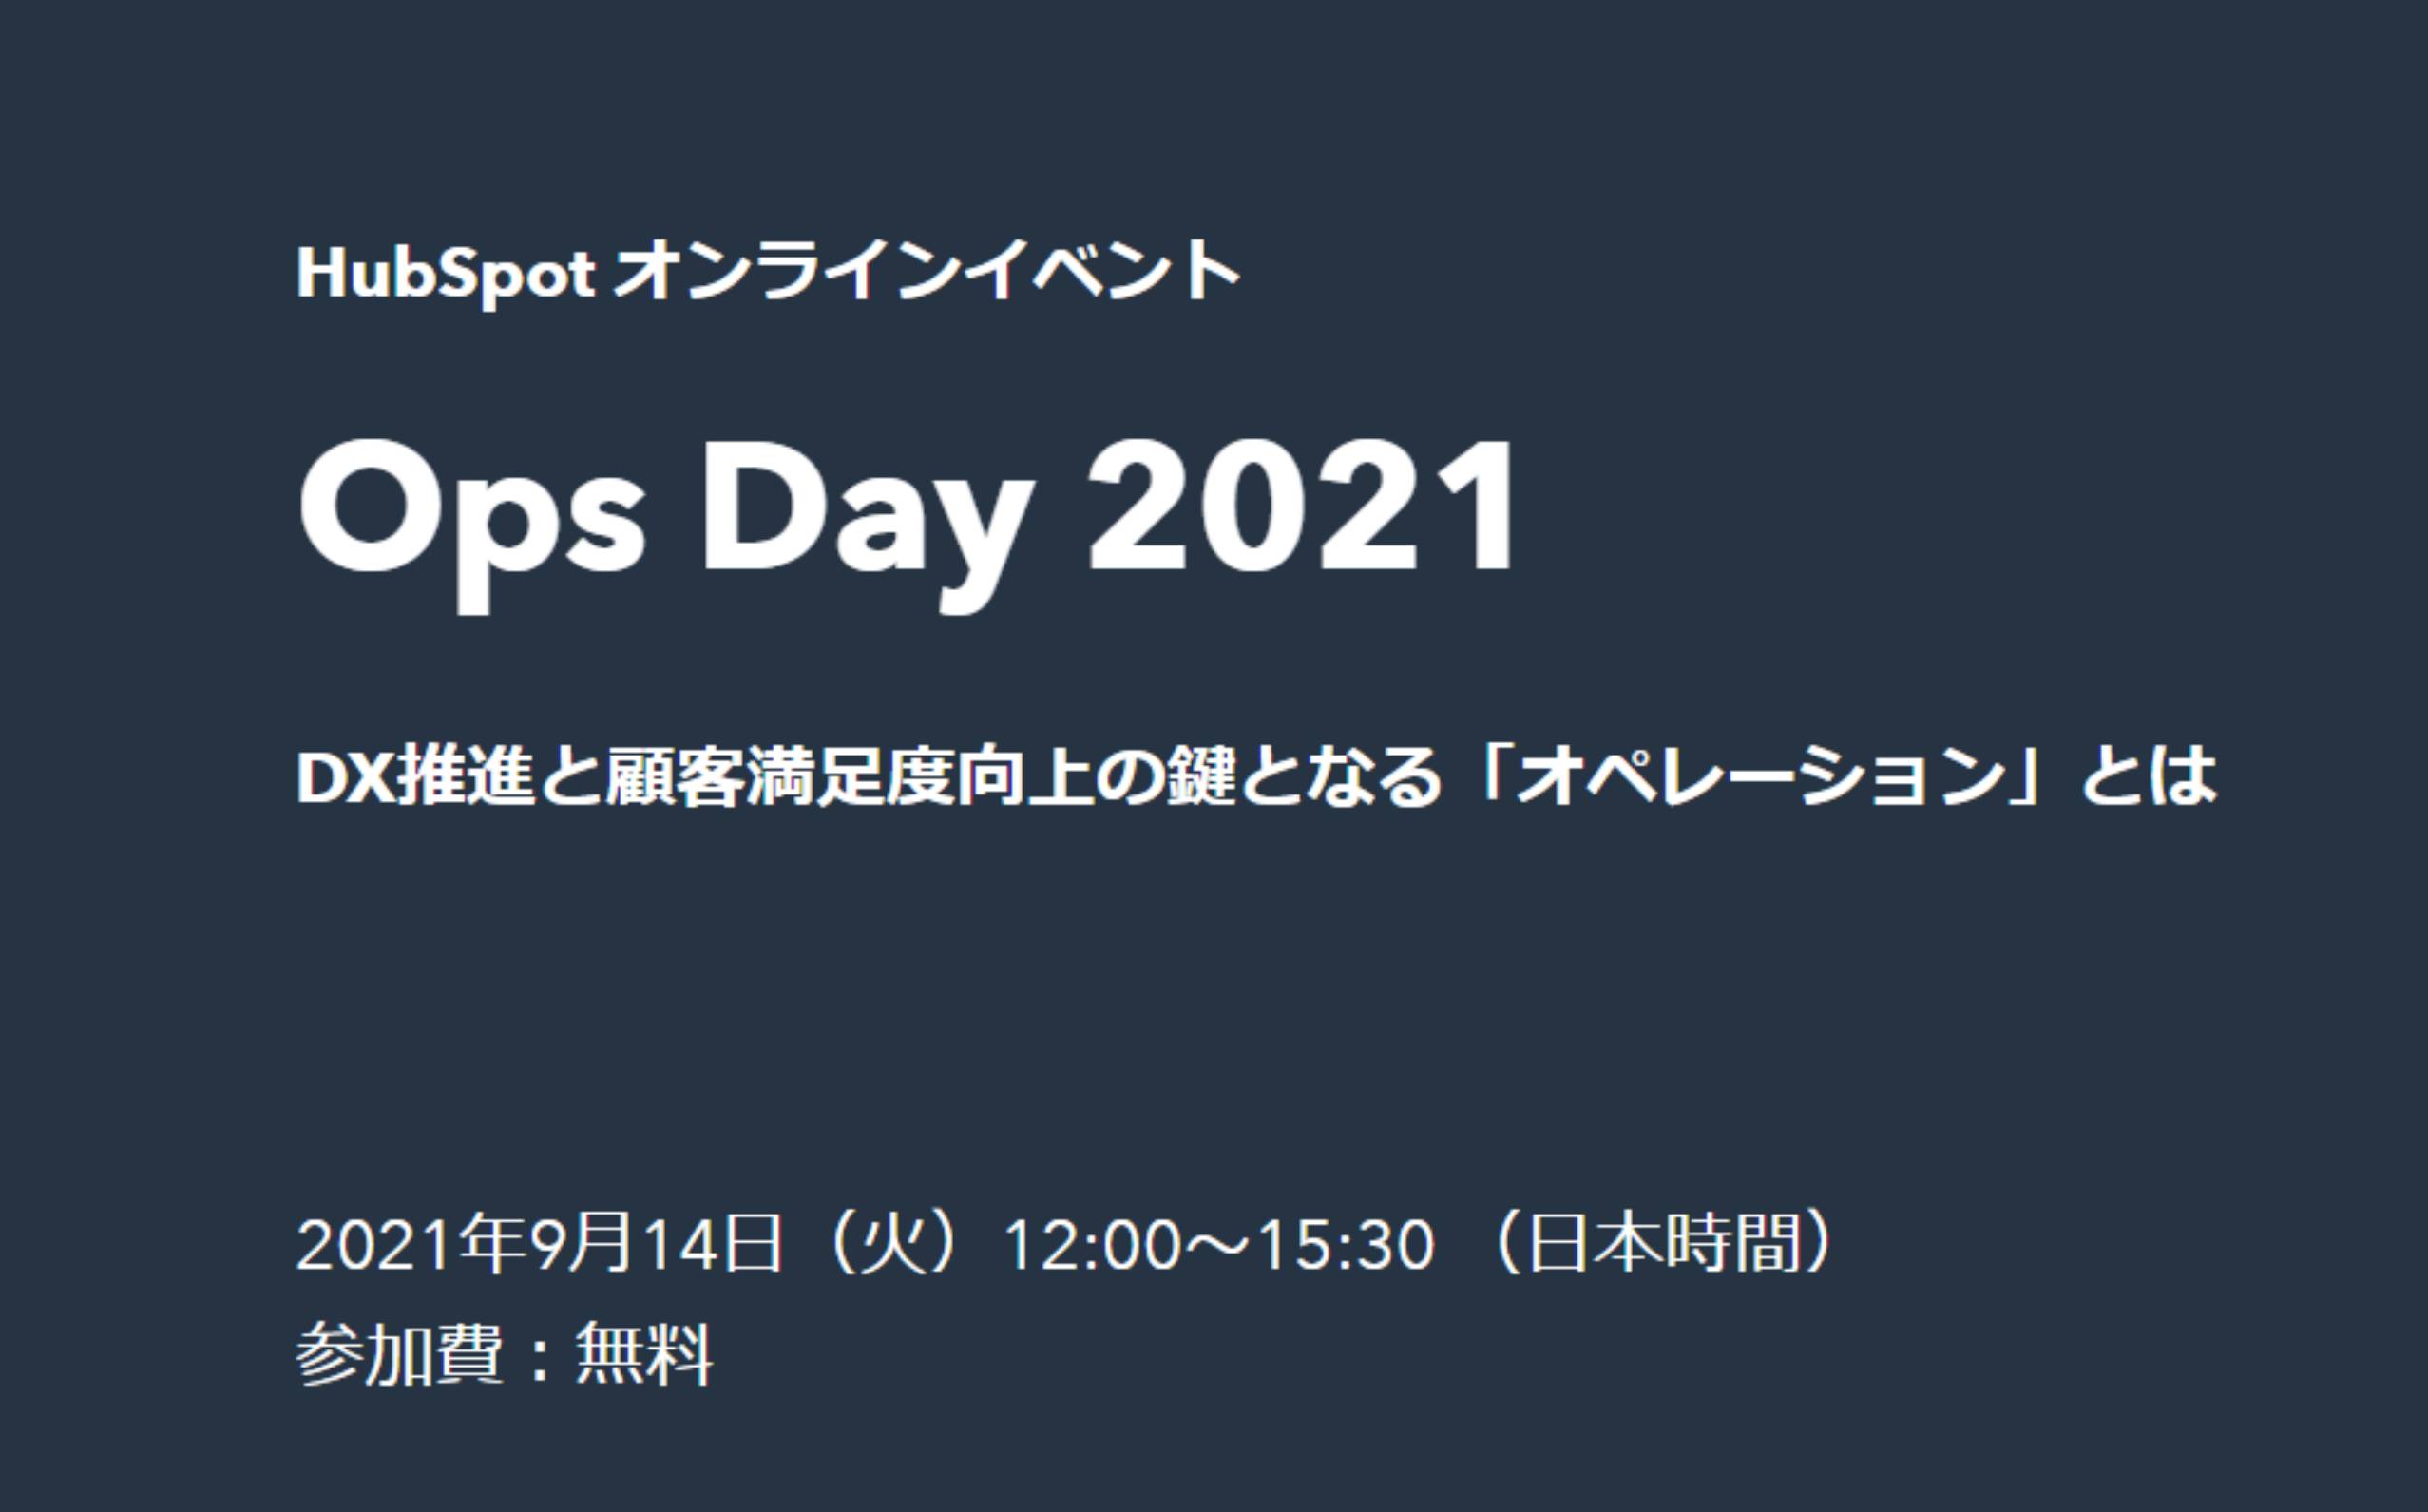 HubSpot オンラインイベント
Ops Day 2021
DX推進と顧客満足度向上の鍵となる「オペレーション」とは
2021年9月14日（火）12:00〜15:30 （日本時間）
参加費：無料